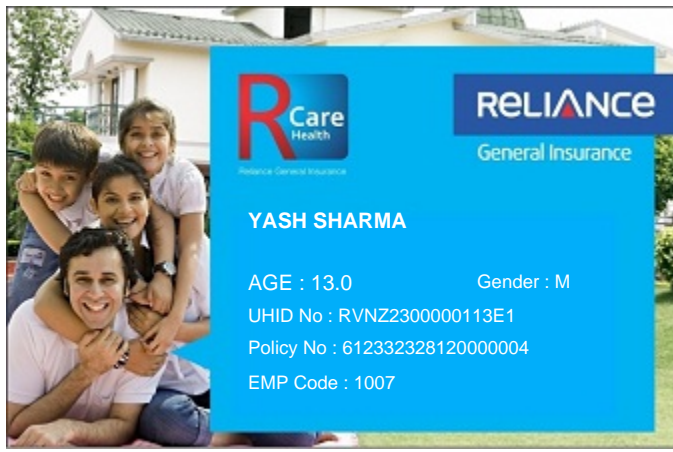 RCare
Health
Reliance General Insurance
RELIANCE
General Insurance
YASH SHARMA
AGE : 13.0 Gender : M
UHID No : RVNZ2300000113E1
Policy No : 612332328120000004
EMP Code : 1007